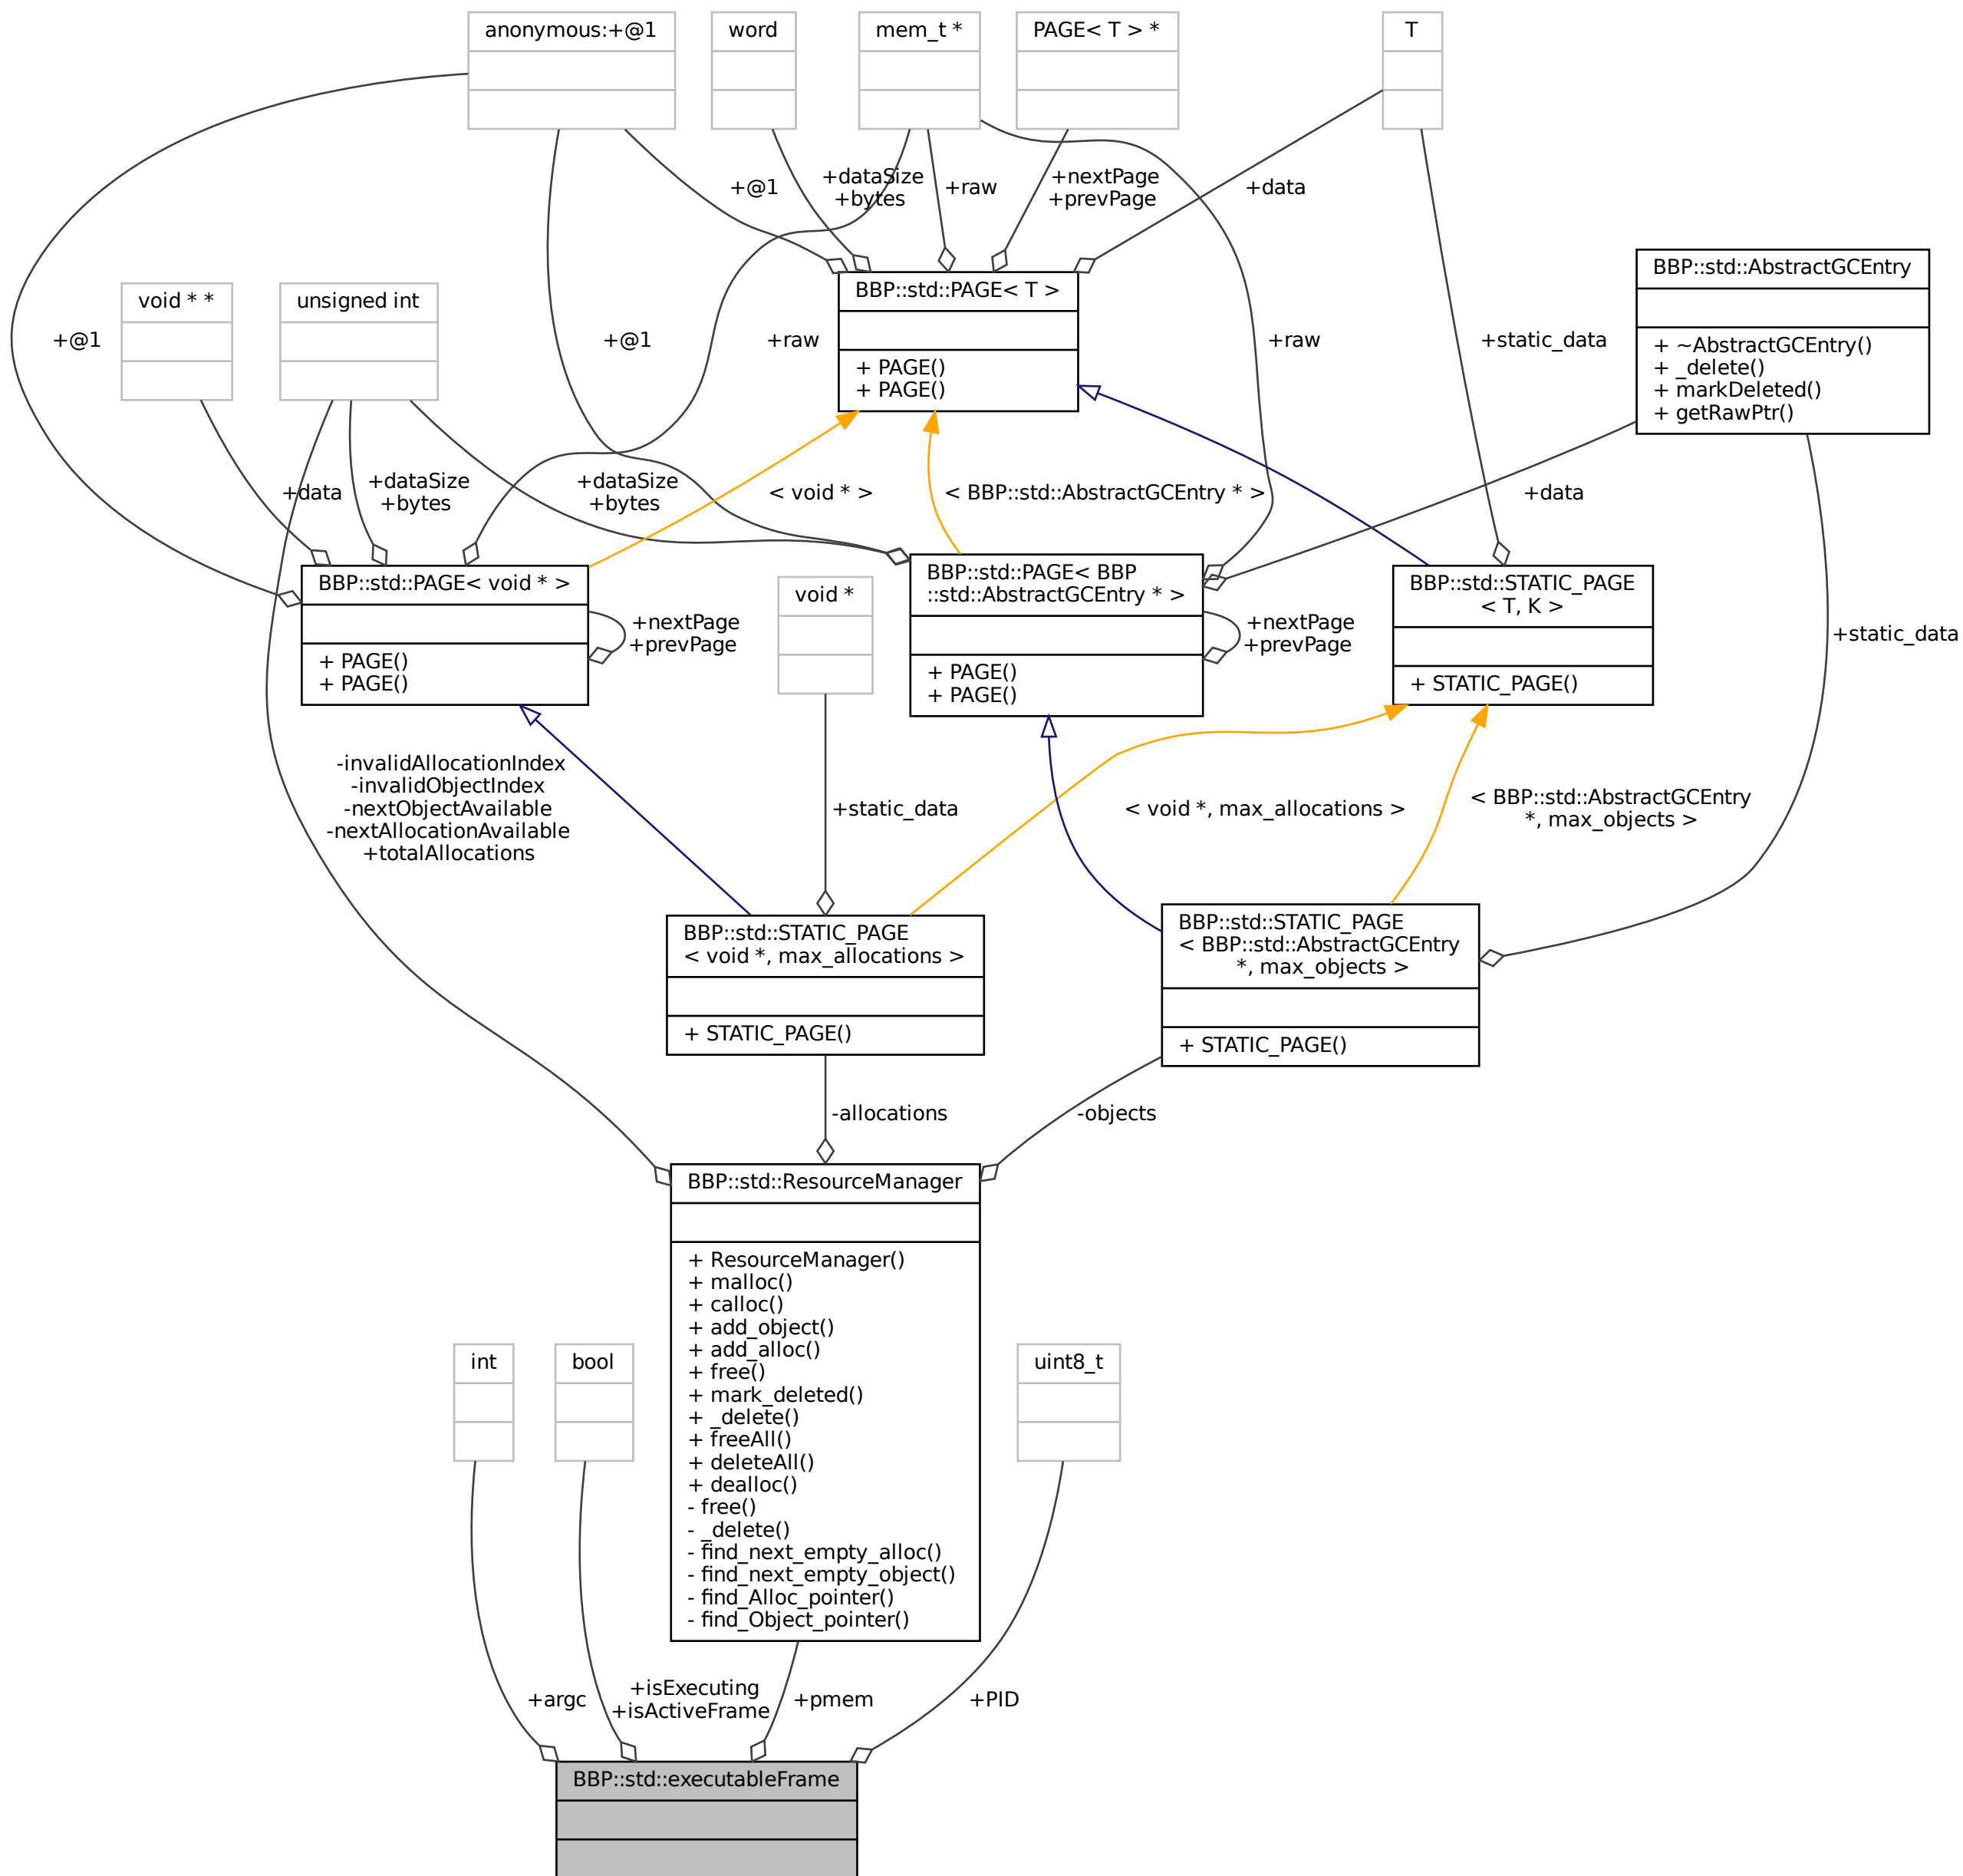 anonymous:+@1
word
mem_t *
PAGE< T > *
T
+@1
+dataSize
+bytes
+raw
+nextPage
+prevPage
+data
BBP::std::AbstractGCEntry
+ ~AbstractGCEntry()
+ _delete()
+ markDeleted()
+ getRawPtr()
void * *
unsigned int
BBP::std::PAGE< T >
+ PAGE()
+ PAGE()
+@1
+@1
+raw
+raw
+static_data
+data
+dataSize
+bytes
+dataSize
+bytes
< void * >
< BBP::std::AbstractGCEntry * >
+data
BBP::std::PAGE< void * >
+ PAGE()
+ PAGE()
+nextPage
+prevPage
void *
BBP::std::PAGE< BBP
::std::AbstractGCEntry * >
+ PAGE()
+ PAGE()
+nextPage
+prevPage
BBP::std::STATIC_PAGE
< T, K >
+ STATIC_PAGE()
+static_data
-invalidAllocationIndex
-invalidObjectIndex
-nextObjectAvailable
-nextAllocationAvailable
+totalAllocations
+static_data
< void *, max_allocations >
< BBP::std::AbstractGCEntry
*, max_objects >
BBP::std::STATIC_PAGE
< void *, max_allocations >
+ STATIC_PAGE()
BBP::std::STATIC_PAGE
< BBP::std::AbstractGCEntry
*, max_objects >
+ STATIC_PAGE()
-allocations
-objects
BBP::std::ResourceManager
+ ResourceManager()
+ malloc()
+ calloc()
+ add_object()
+ add_alloc()
+ free()
+ mark_deleted()
+ _delete()
+ freeAll()
+ deleteAll()
+ dealloc()
- free()
- _delete()
- find_next_empty_alloc()
- find_next_empty_object()
- find_Alloc_pointer()
- find_Object_pointer()
int
bool
uint8_t
+argc
+isExecuting
+isActiveFrame
+pmem
+PID
BBP::std::executableFrame